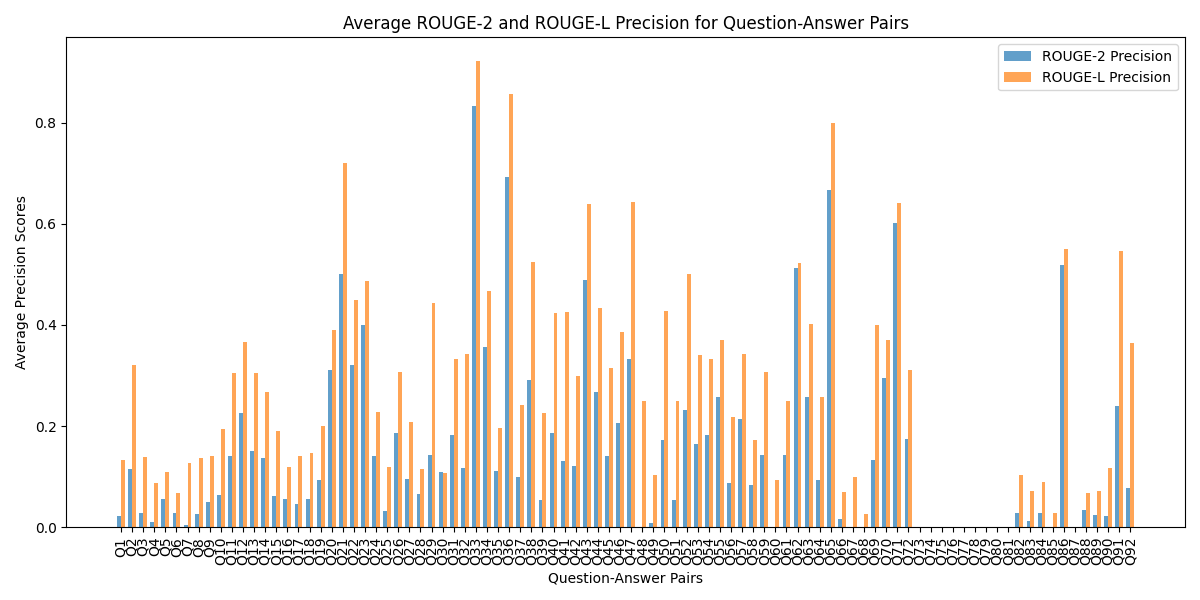 Average ROUGE-2 and ROUGE-L Precision for Question-Answer Pairs
ROUGE-2 Precision
ROUGE-L Precision
Average Precision Scores
0.8
0.6
0.4
0.2
0.0
Q1 Q2 Q3 Q4 Q5 Q6 Q7 Q8 Q9 Q10 Q11 Q12 Q13 Q14 Q15 Q16 Q17 Q18 Q19 Q20 Q21 Q22 Q23 Q24 Q25 Q26 Q27 Q28 Q29 Q30 Q31 Q32 Q33 Q34 Q35 Q36 Q37 Q38 Q39 Q40 Q41 Q42 Q43 Q44 Q45 Q46 Q47 Q48 Q49 Q50 Q51 Q52 Q53 Q54 Q55 Q56 Q57 Q58 Q59 Q60 Q61 Q62 Q63 Q64 Q65 Q66 Q67 Q68 Q69 Q70 Q71 Q72 Q73 Q74 Q75 Q76 Q77 Q78 Q79 Q80 Q81 Q82 Q83 Q84 Q85 Q86 Q87 Q88 Q89 Q90 Q91 Q92
Question-Answer Pairs